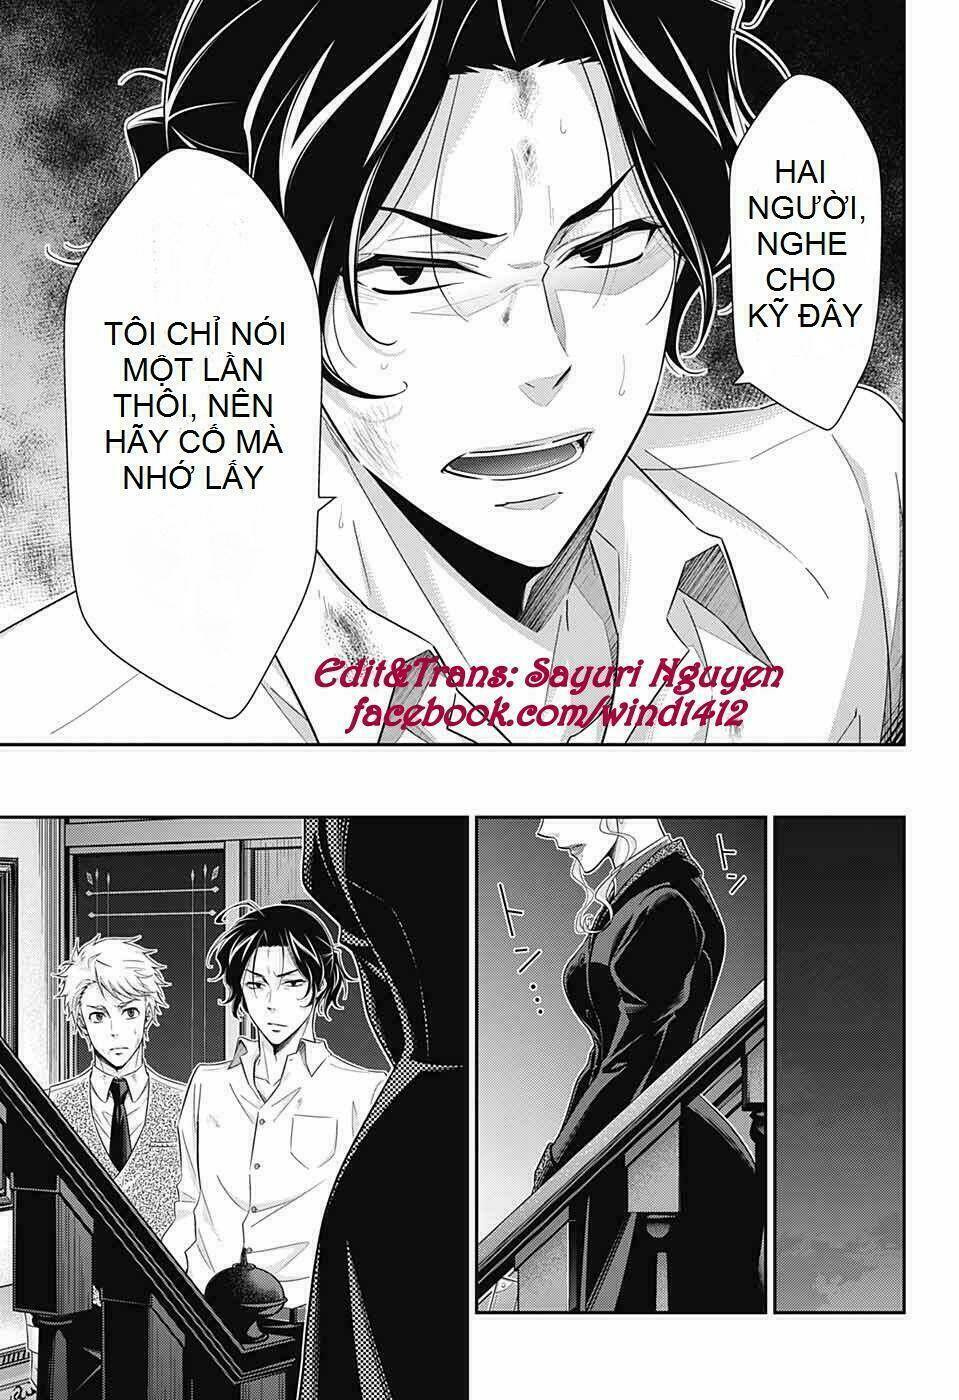 HAI
NGƯỜI,
NGHE
CHO
KỸ ĐÂY
TÔI CHỈ NÓI
MỘT LẦN
THÔI, NÊN
HÃY CỐ MÀ
NHỚ LẤY
Edit&Trans: Sayuri Nguyen
facebook.com/wind1412
トン
トン